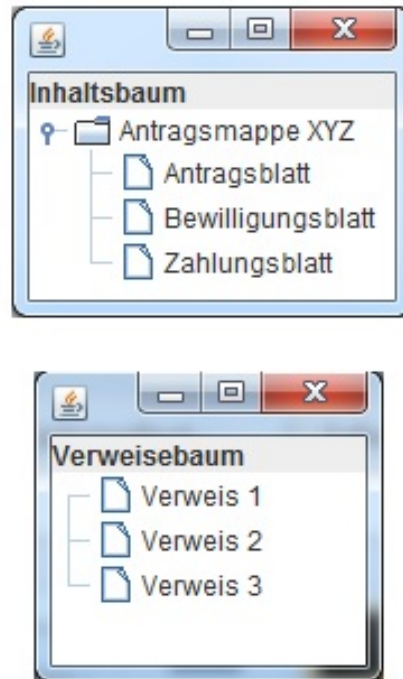 Inhaltsbaum
Antragsmappe XYZ
Antragsblatt
Bewilligungsblatt
Zahlungsblatt
Verweisebaum
Verweis 1
Verweis 2
Verweis 3